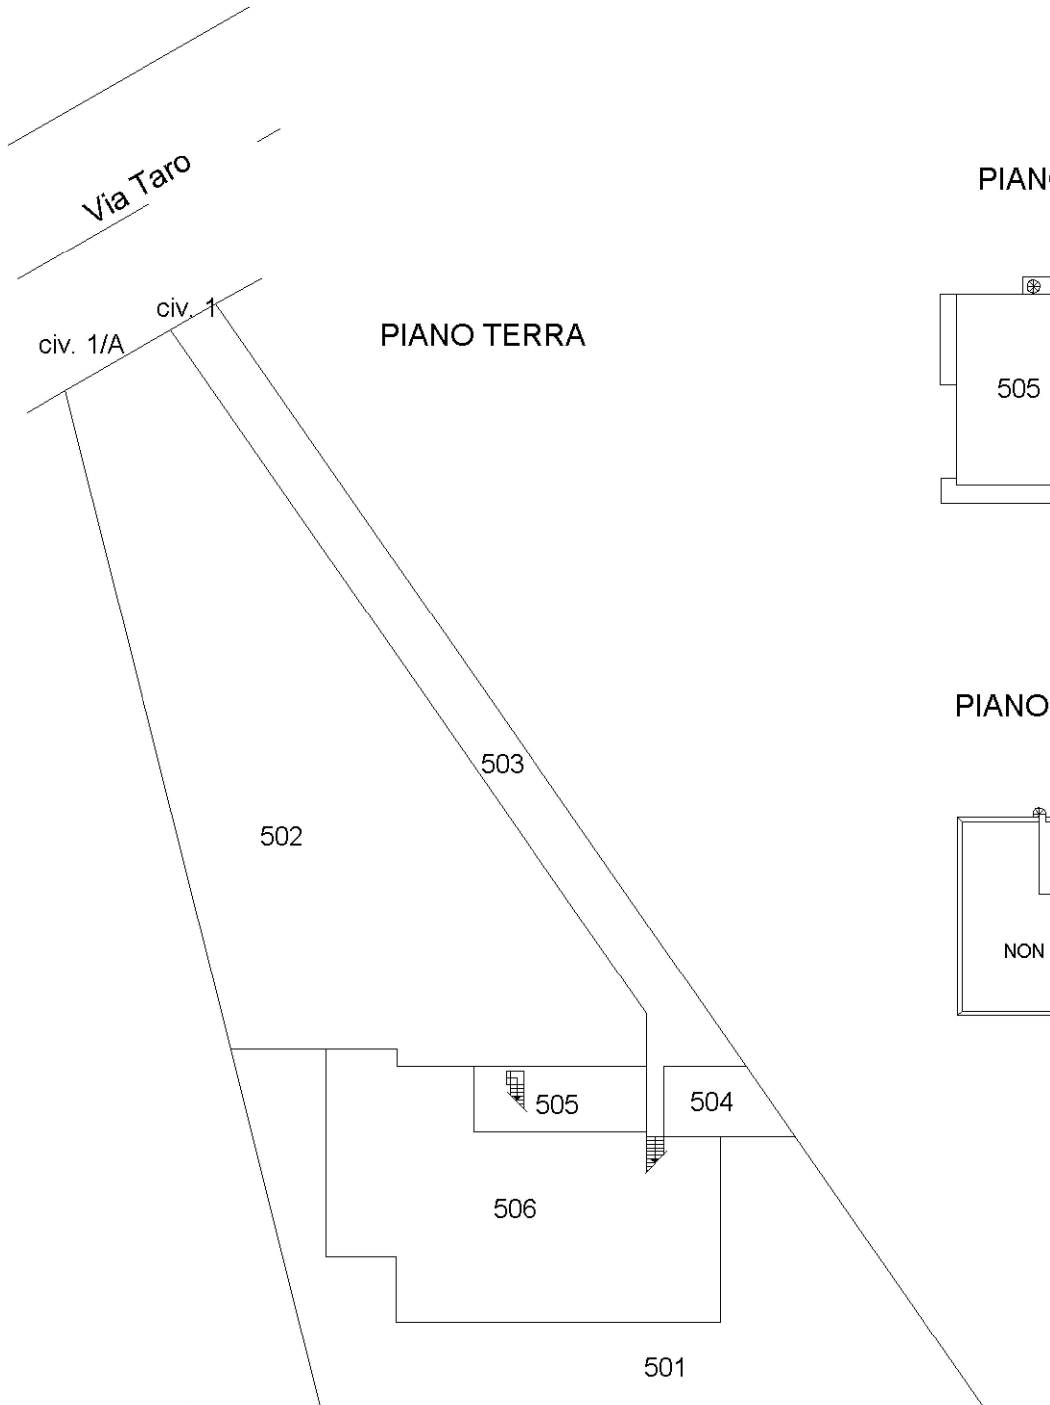 Via Taro
PIANO
civ. 1
civ. 1/A
PIANO TERRA
505
PIANO
503
502
NON
505
504
506
501